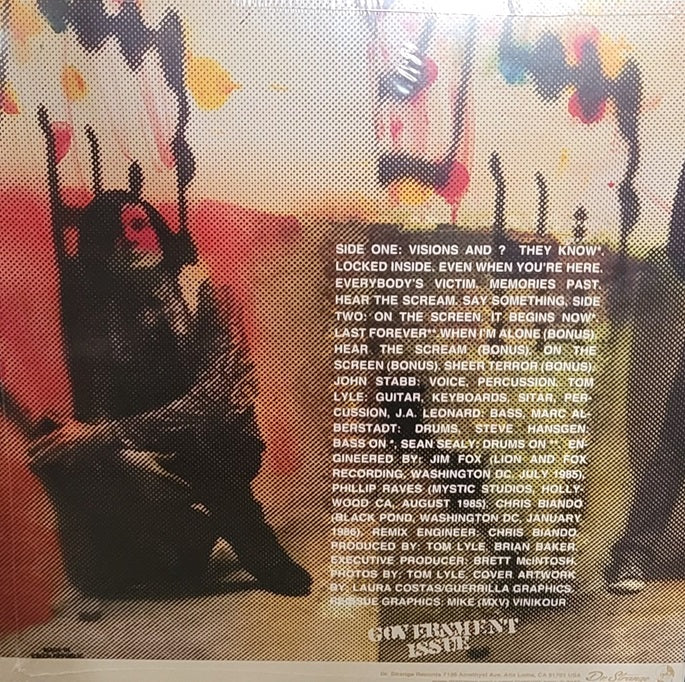 SIDE ONE: VISIONS AND ? THEY KNOW*,
LOCKED INSIDE, EVEN WHEN YOU'RE HERE,
EVERYBODY'S VICTIM, MEMORIES PAST,
HEAR THE SCREAM, SAY SOMETHING, SIDE
TWO: ON THE SCREEN, IT BEGINS NOW*,
LAST FOREVER**,WHEN I'M ALONE (BONUS),
HEAR THE SCREAM (BONUS), ON THE
SCREEN (BONUS), SHEER TERROR (BONUS),
JOHN STABB: VOICE, PERCUSSION, TOM
LYLE: GUITAR, KEYBOARDS, SITAR, PER-
CUSSION, J.A. LEONARD: BASS, MARC AL-
BERSTADT: DRUMS, STEVE HANSGEN:
BASS ON *, SEAN SEALY: DRUMS ON **, EN-
GINEERED BY: JIM FOX (LION AND FOX
RECORDING, WASHINGTON DC, JULY 1985),
PHILLIP RAVES (MYSTIC STUDIOS, HOLLY-
WOOD CA, AUGUST 1985), CHRIS BIANDO
(BLACK POND, WASHINGTON DC, JANUARY
1986), REMIX ENGINEER: CHRIS BIANDO,
PRODUCED BY: TOM LYLE, BRIAN BAKER,
EXECUTIVE PRODUCER: BRETT McINTOSH,
PHOTOS BY: TOM LYLE, COVER ARTWORK
BY: LAURA COSTAS/GUERRILLA GRAPHICS,
REISSUE GRAPHICS: MIKE (MXV) VINIKOUR
GOVERNMENT
ISSUE
MADE IN
Dr. Strange Records 7136 Amethyst Ave. Alta Loma, CA 91701 USA Dr. Strange